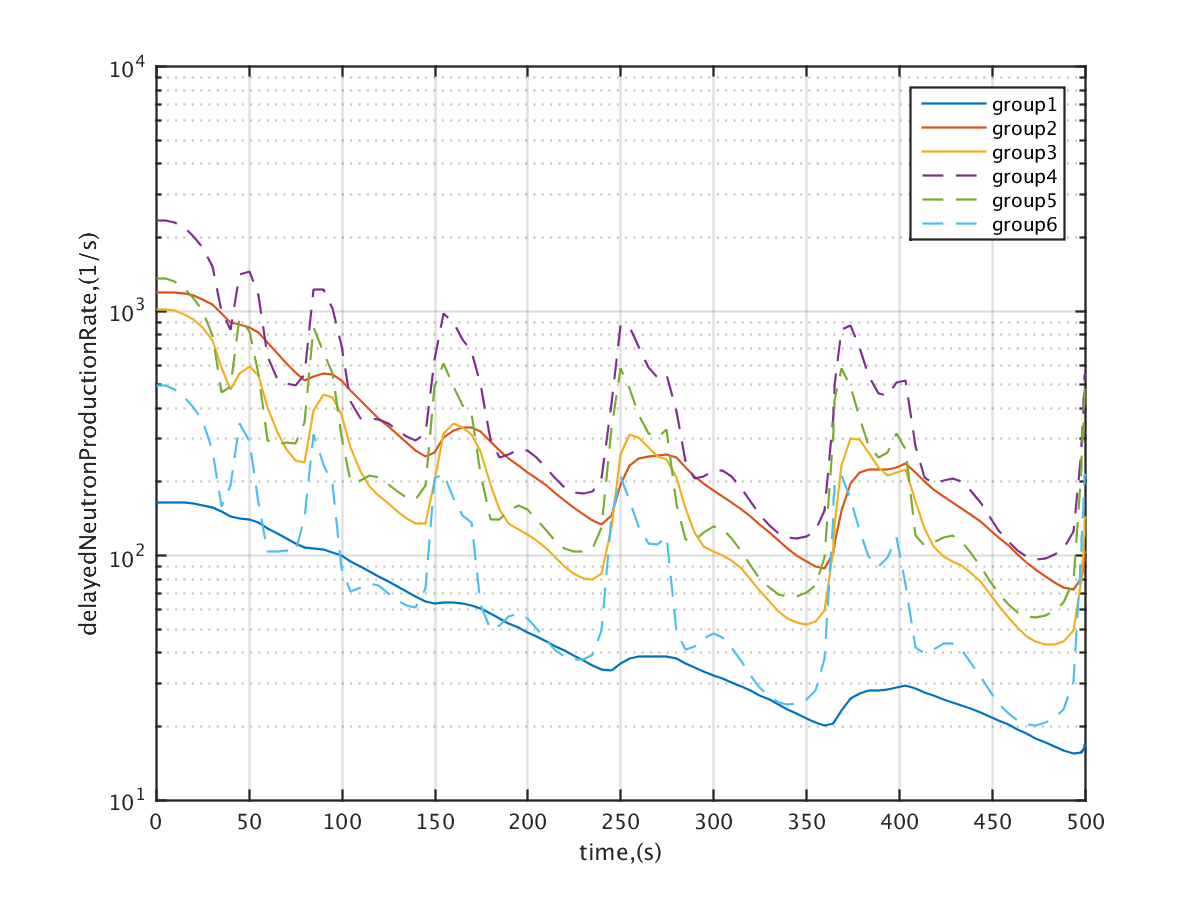 10^4
10^3
10^2
10^1
delayedNeutronProductionRate,(1/s)
group1
group2
group3
group4
group5
group6
0 50 100 150 200 250 300 350 400 450 500
time,(s)